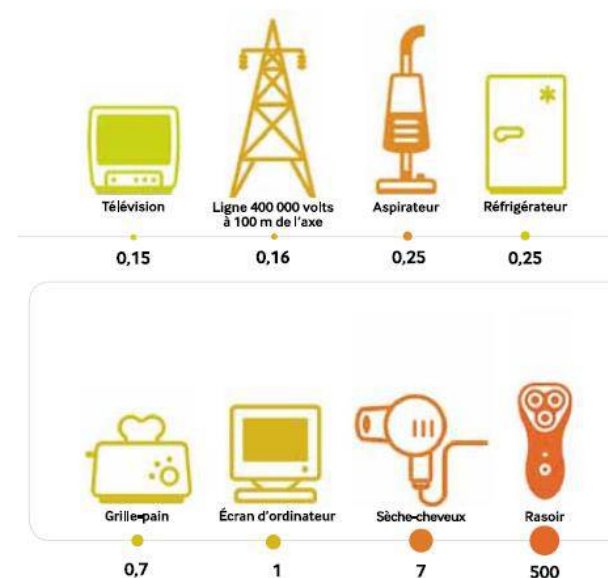 Télévision
Ligne 400 000 volts
à 100 m de l'axe
Aspirateur
Réfrigérateur
0,15
0,16
0,25
0,25
Grille-pain
Écran d'ordinateur
Sèche-cheveux
Rasoir
0,7
1
7
500